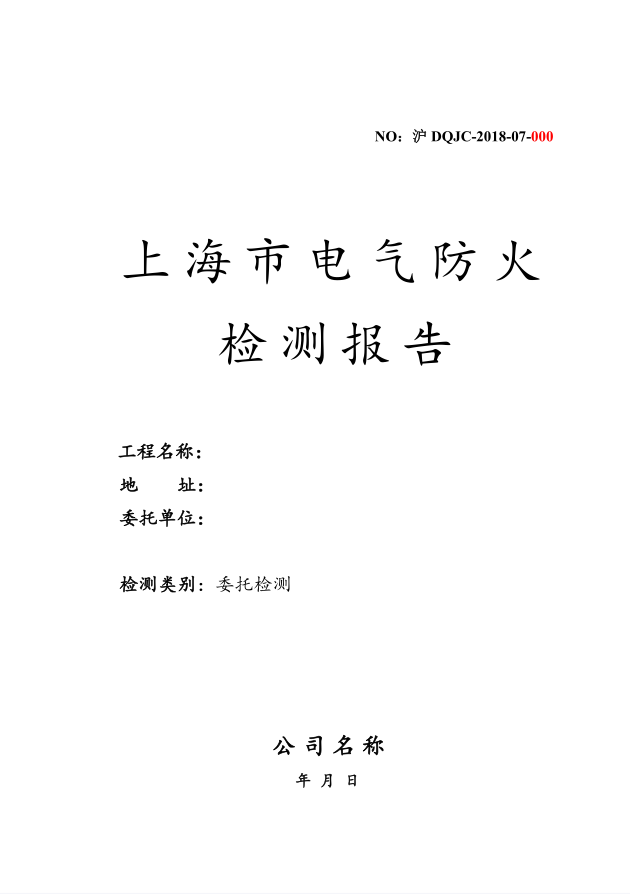 NO：沪 DQJC-2018-07-000
上海市电气防火
检测报告
工程名称：
地 址：
委托单位：
检测类别：委托检测
公司名称
年 月 日